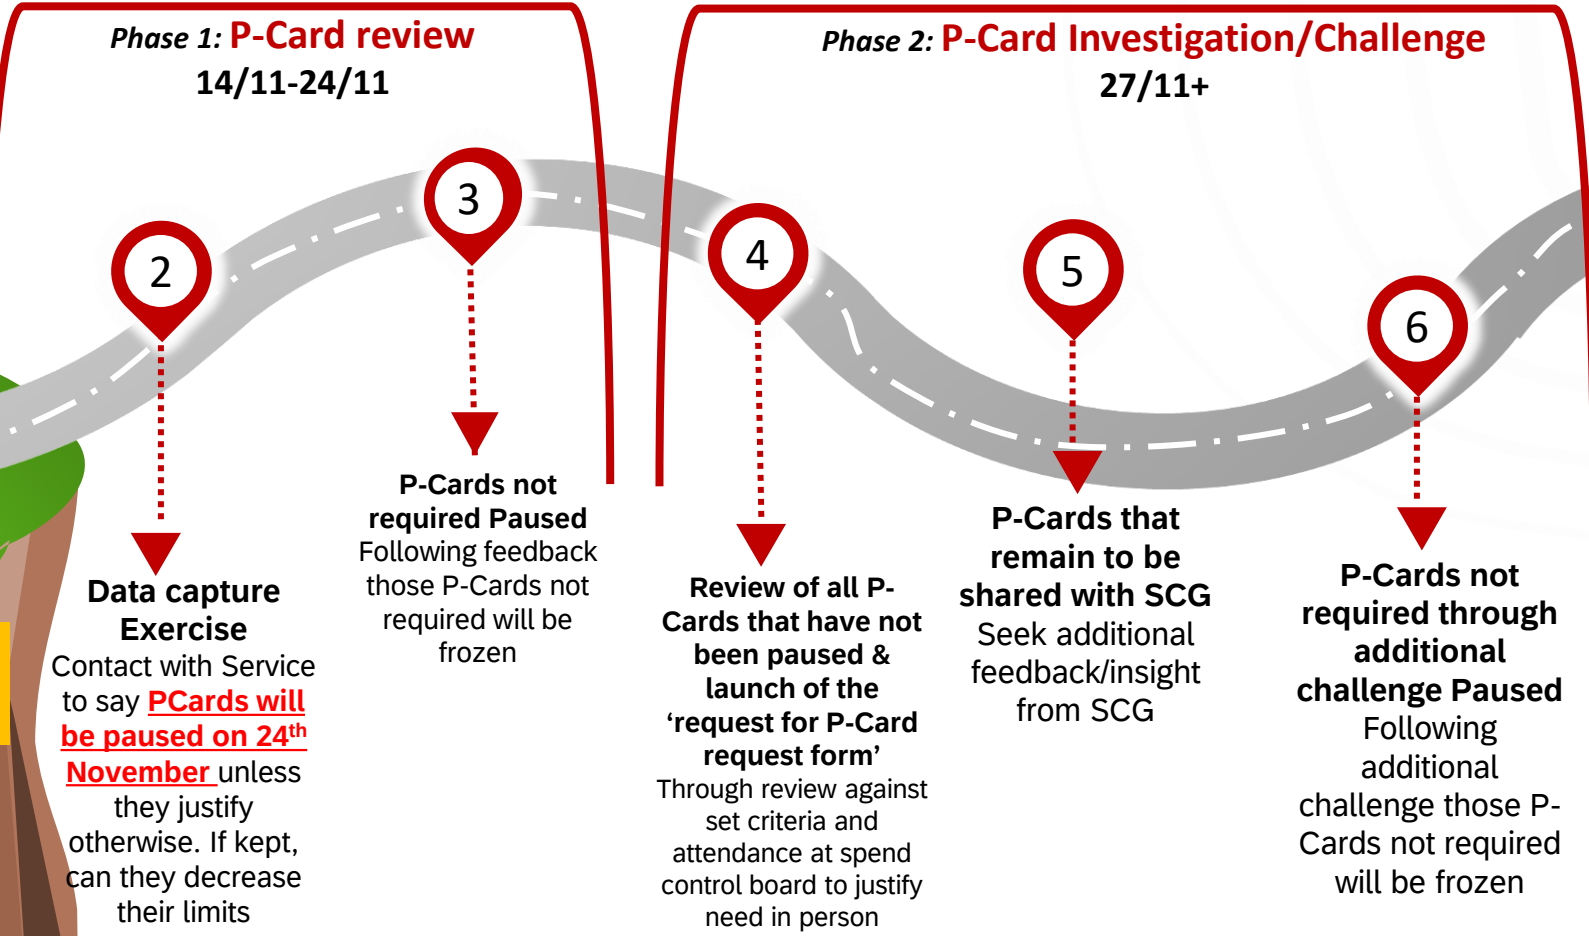 Phase 1: P-Card review
14/11-24/11
Phase 2: P-Card Investigation/Challenge
27/11+
2
3
4
5
6
Data capture
Exercise
Contact with Service
to say PCards will
be paused on 24th
November unless
they justify
otherwise. If kept,
can they decrease
their limits
P-Cards not
required Paused
Following feedback
those P-Cards not
required will be
frozen
Review of all P-
Cards that have not
been paused &
launch of the
‘request for P-Card
request form’
Through review against
set criteria and
attendance at spend
control board to justify
need in person
P-Cards that
remain to be
shared with SCG
Seek additional
feedback/insight
from SCG
P-Cards not
required through
additional
challenge Paused
Following
additional
challenge those P-
Cards not required
will be frozen